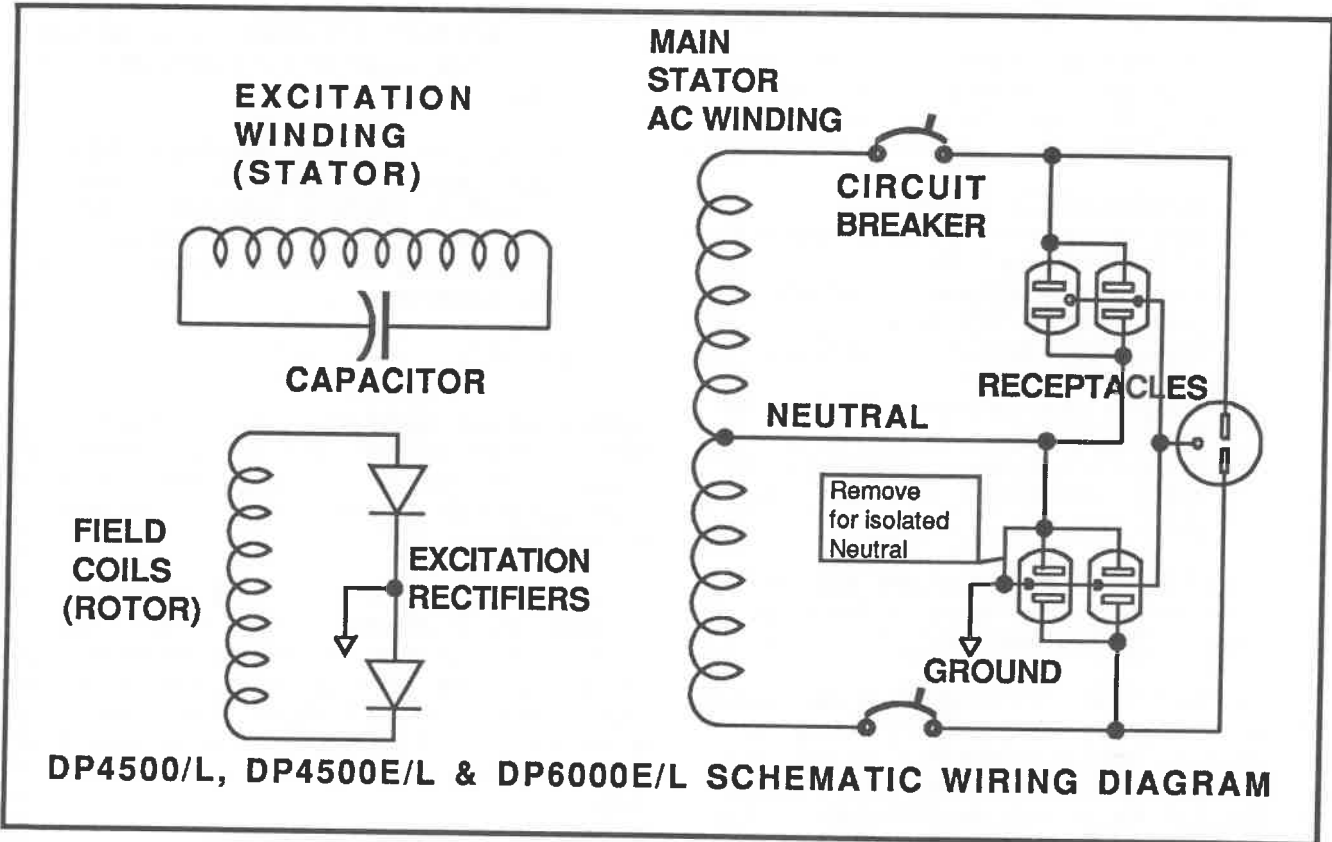 EXCITATION
WINDING
(STATOR)
CAPACITOR
FIELD
COILS
(ROTOR)
EXCITATION
RECTIFIERS
MAIN
STATOR
AC WINDING
CIRCUIT
BREAKER
RECEPTACLES
NEUTRAL
Remove
for isolated
Neutral
GROUND
DP4500/L, DP4500E/L & DP6000E/L SCHEMATIC WIRING DIAGRAM